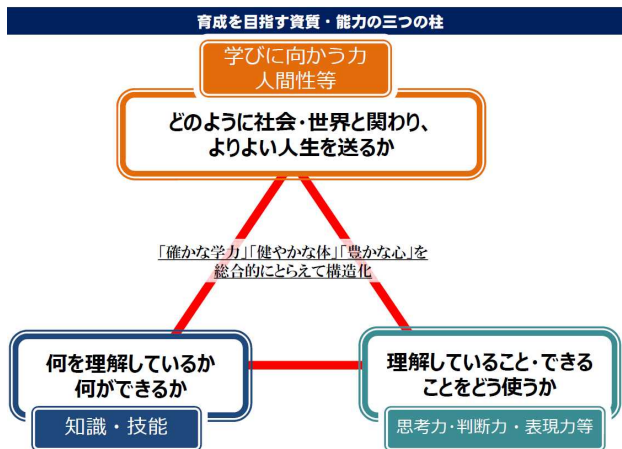 育成を目指す資質・能力の三つの柱
学びに向かう力
人間性等
どのように社会・世界と関わり、
よりよい人生を送るか
「確かな学力」「健やかな体」「豊かな心」を
総合的にとらえて構造化
何を理解しているか
何ができるか
知識・技能
理解していること・できる
ことをどう使うか
思考力・判断力・表現力等